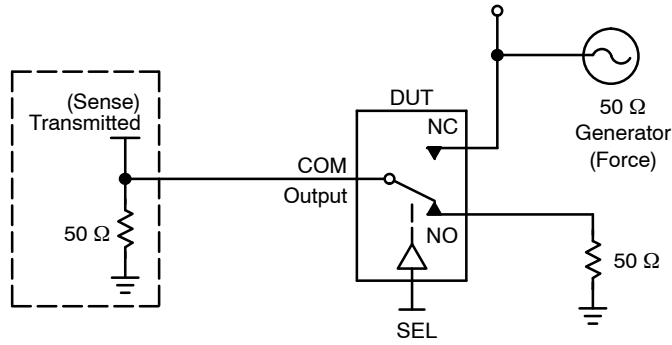 (Sense)
Transmitted
50 Ω
COM
Output
DUT
NC
NO
SEL
50 Ω
Generator
(Force)
50 Ω